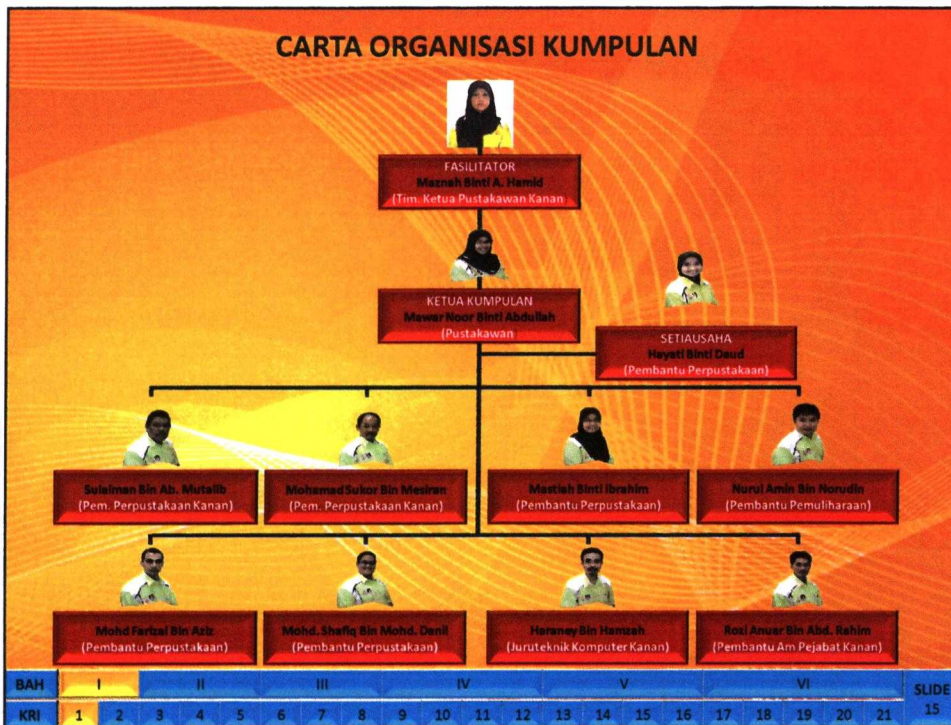 CARTA ORGANISASI KUMPULAN
FASILITATOR
Maznah Binti A. Hamid
(Tim. Ketua Pustakawan Kanan
KETUA KUMPULAN
Mawar Noor Binti Abdullah
(Pustakawan
SETIAUSAHA
Hayati Binti Daud
(Pembantu Perpustakaan)
Sulaiman Bin Ab. Mutalib
(Pem. Perpustakaan Kanan)
Mohamad Sukor Bin Mesiran
(Pem. Perpustakaan Kanan)
Mastiah Binti Ibrahim
(Pembantu Perpustakaan)
Nurul Amin Bin Norudin
(Pembantu Pemuliharaan)
Mohd Farizal Bin Aziz
(Pembantu Perpustakaan)
Mohd. Shafiq Bin Mohd. Danil
(Pembantu Perpustakaan)
Haraney Bin Hamzah
(Juruteknik Komputer Kanan)
Rozi Anuar Bin Abd. Rahim
(Pembantu Am Pejabat Kanan)
BAH I II III IV V VI SLIDE
KRI 1 2 3 4 5 6 7 8 9 10 11 12 13 14 15 16 17 18 19 20 21 15